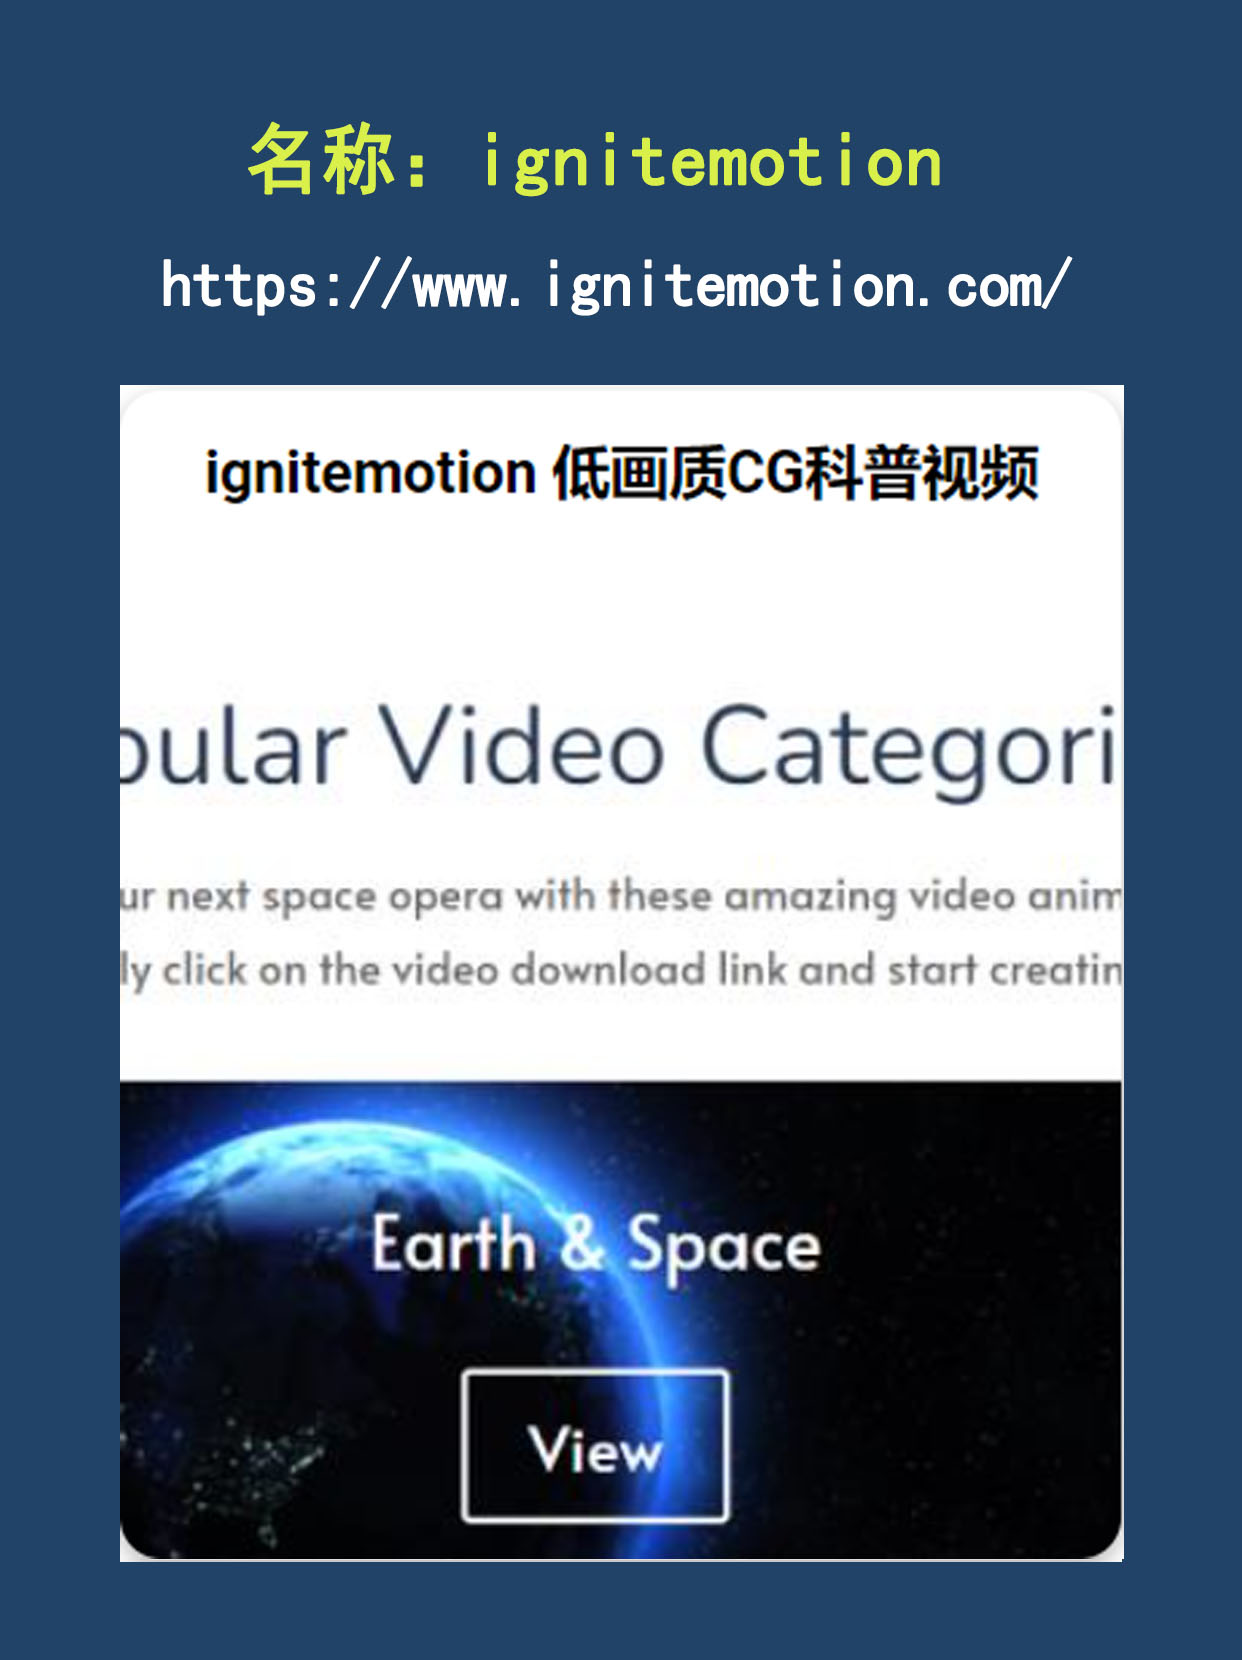 名称：ignitemotion
https://www.ignitemotion.com/
ignitemotion 低画质CG科普视频
pular Video Categori
ur next space opera with these amazing video anim
ly click on the video download link and start creatin
Earth & Space
View